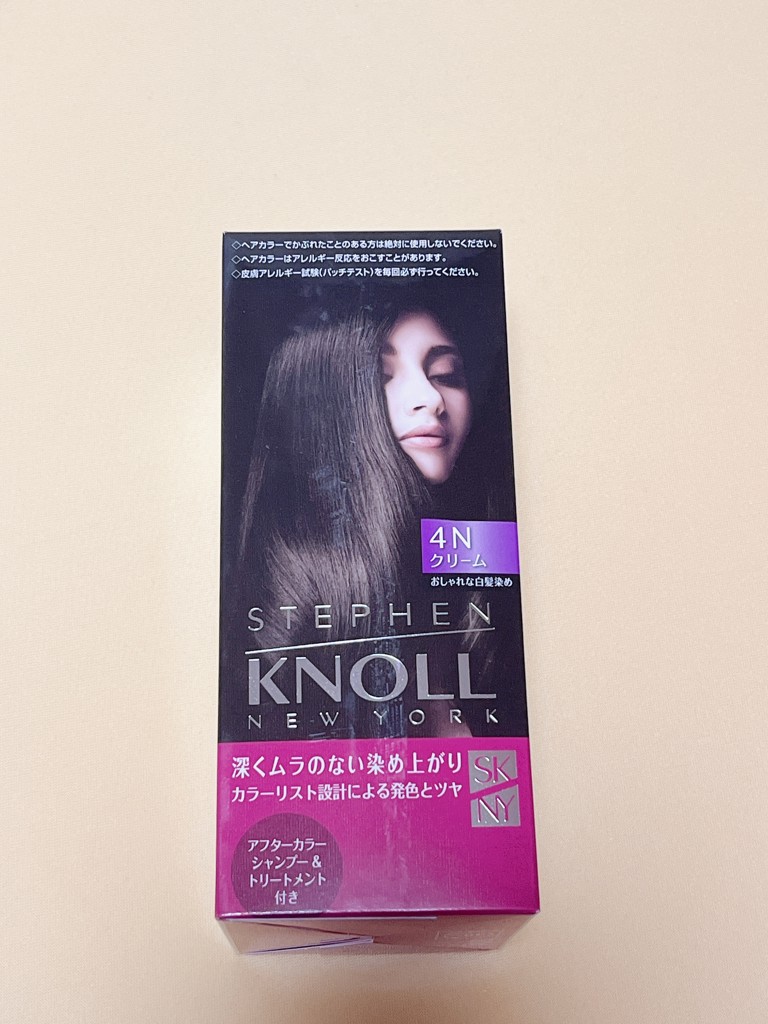 ◇ヘアカラーでかぶれたことのある方は絶対に使用しないでください。
◇ヘアカラーはアレルギー反応をおこすことがあります。
◇皮膚アレルギー試験(パッチテスト)を毎回必ず行ってください。
4N
クリーム
おしゃれな白髪染め
STEPHEN
KNOLL
NEW YORK
深くムラのない染め上がり
カラーリスト設計による発色とツヤ
SK
NY
アフターカラー
シャンプー&
トリートメント
付き